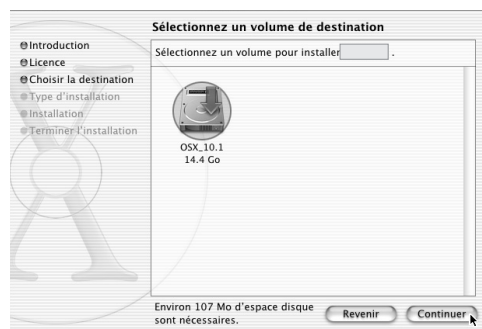 Sélectionnez un volume de destination
Introduction
Licence
Choisir la destination
Type d'installation
Installation
Terminer l'installation
Sélectionnez un volume pour installer .
OSX_10.1
14.4 Go
Environ 107 Mo d'espace disque
sont nécessaires.
Revenir
Continuer